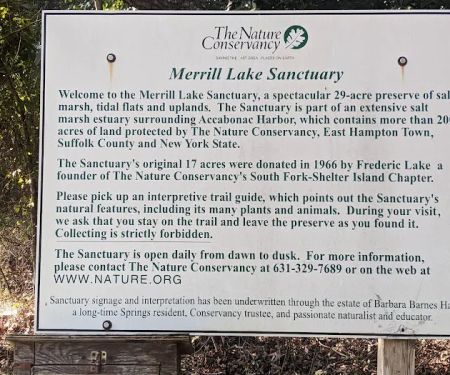 The Nature
Conservancy
SAVING THE LAST GREAT PLACES ON EARTH
Merrill Lake Sanctuary
Welcome to the Merrill Lake Sanctuary, a spectacular 29-acre preserve of sal
marsh, tidal flats and uplands. The Sanctuary is part of an extensive salt
marsh estuary surrounding Accabonac Harbor, which contains more than 20
acres of land protected by The Nature Conservancy, East Hampton Town,
Suffolk County and New York State.
The Sanctuary's original 17 acres were donated in 1966 by Frederic Lake a
founder of The Nature Conservancy's South Fork-Shelter Island Chapter.
Please pick up an interpretive trail guide, which points out the Sanctuary's
natural features, including its many plants and animals. During your visit,
we ask that you stay on the trail and leave the preserve as you found it.
Collecting is strictly forbidden.
The Sanctuary is open daily from dawn to dusk. For more information,
please contact The Nature Conservancy at 631-329-7689 or on the web at
WWW.NATURE.ORG
Sanctuary signage and interpretation has been underwritten through the estate of Barbara Barnes Ha
a long-time Springs resident, Conservancy trustee, and passionate naturalist and educator.